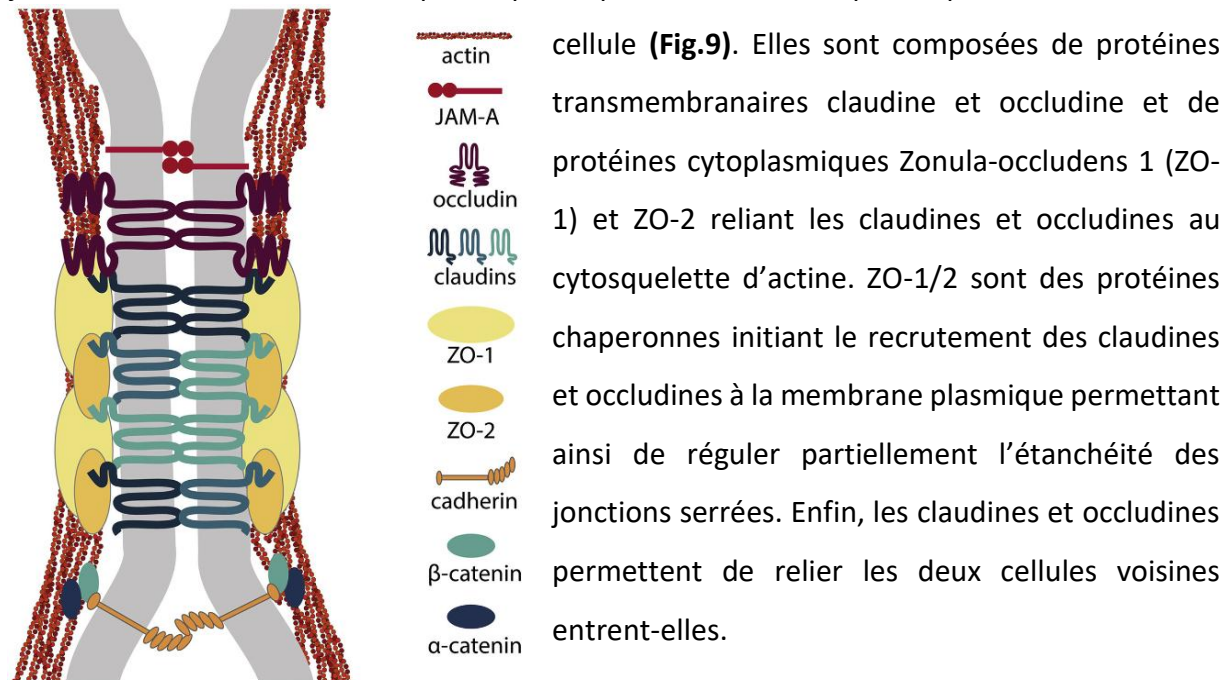 actin
JAM-A
occludin
claudins
ZO-1
ZO-2
cadherin
β-catenin
α-catenin
cellule (Fig.9). Elles sont composées de protéines
transmembranaires claudine et occludine et de
protéines cytoplasmiques Zonula-occludens 1 (ZO-
1) et ZO-2 reliant les claudines et occludines au
cytosquelette d’actine. ZO-1/2 sont des protéines
chaperonnes initiant le recrutement des claudines
et occludines à la membrane plasmique permettant
ainsi de réguler partiellement l’étanchéité des
jonctions serrées. Enfin, les claudines et occludines
permettent de relier les deux cellules voisines
entrent-elles.